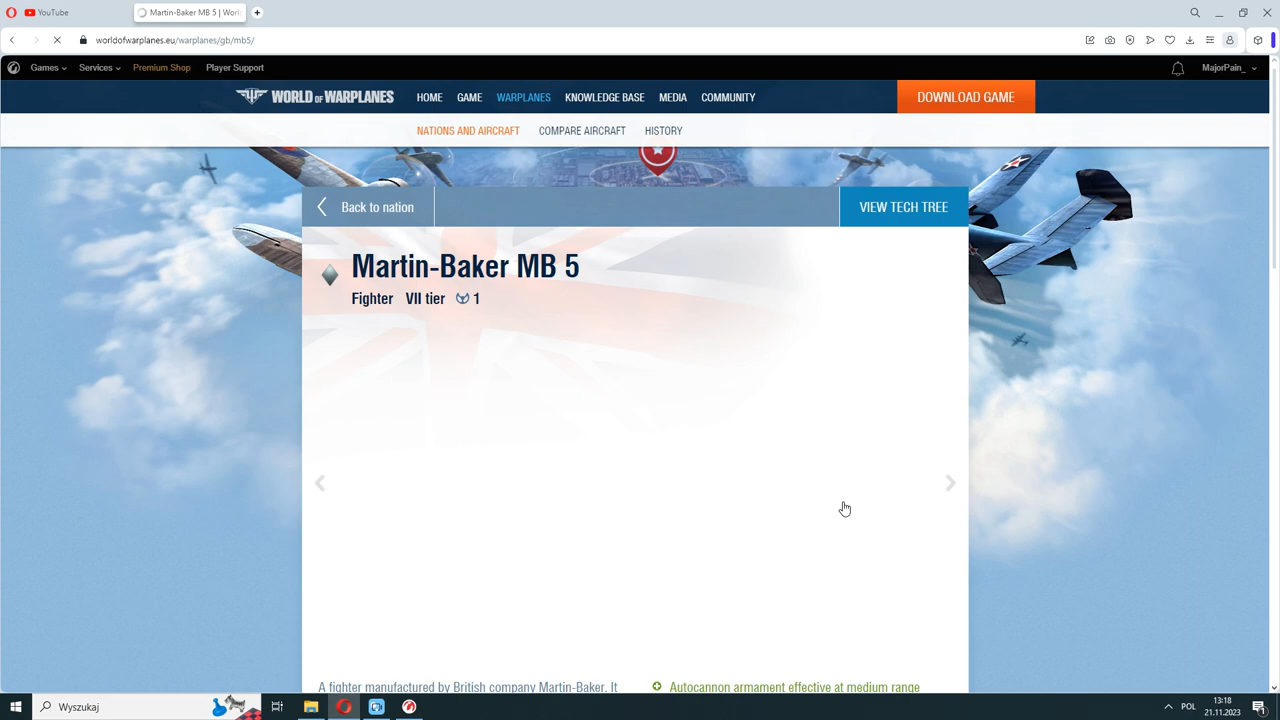 YouTube
Martin-Baker MB 5 | Worl
worldofwarplanes.eu/warplanes/gb/mb5/
Games
Services
Premium Shop
Player Support
MajorPain_
WORLD OF WARPLANES
HOME
GAME
WARPLANES
KNOWLEDGE BASE
MEDIA
COMMUNITY
DOWNLOAD GAME
NATIONS AND AIRCRAFT
COMPARE AIRCRAFT
HISTORY
Back to nation
VIEW TECH TREE
Martin-Baker MB 5
Fighter VII tier 1
A fighter manufactured by British company Martin-Baker. It
Autocannon armament effective at medium range
Wyszukaj
POL
13:18
21.11.2023
1